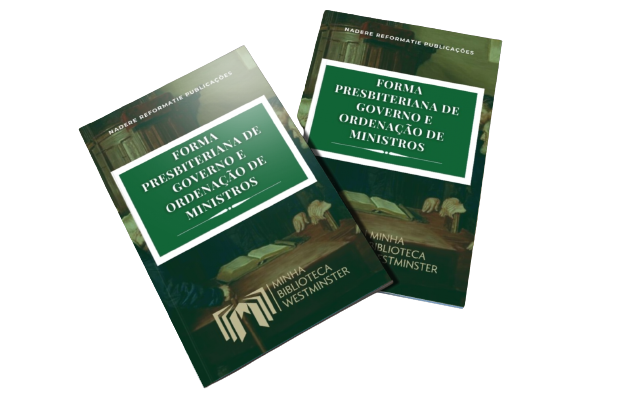 NADERE REFORMATIE PUBLICAÇÕES
FORMA
PRESBITERIANA DE
GOVERNO E
ORDENAÇÃO DE
MINISTROS
MINHA
BIBLIOTECA
WESTMINSTER
NADERE REFORMATIE PUBLICAÇÕES
FORMA
PRESBITERIANA DE
GOVERNO E
ORDENAÇÃO DE
MINISTROS
MINHA
BIBLIOTECA
WESTMINSTER